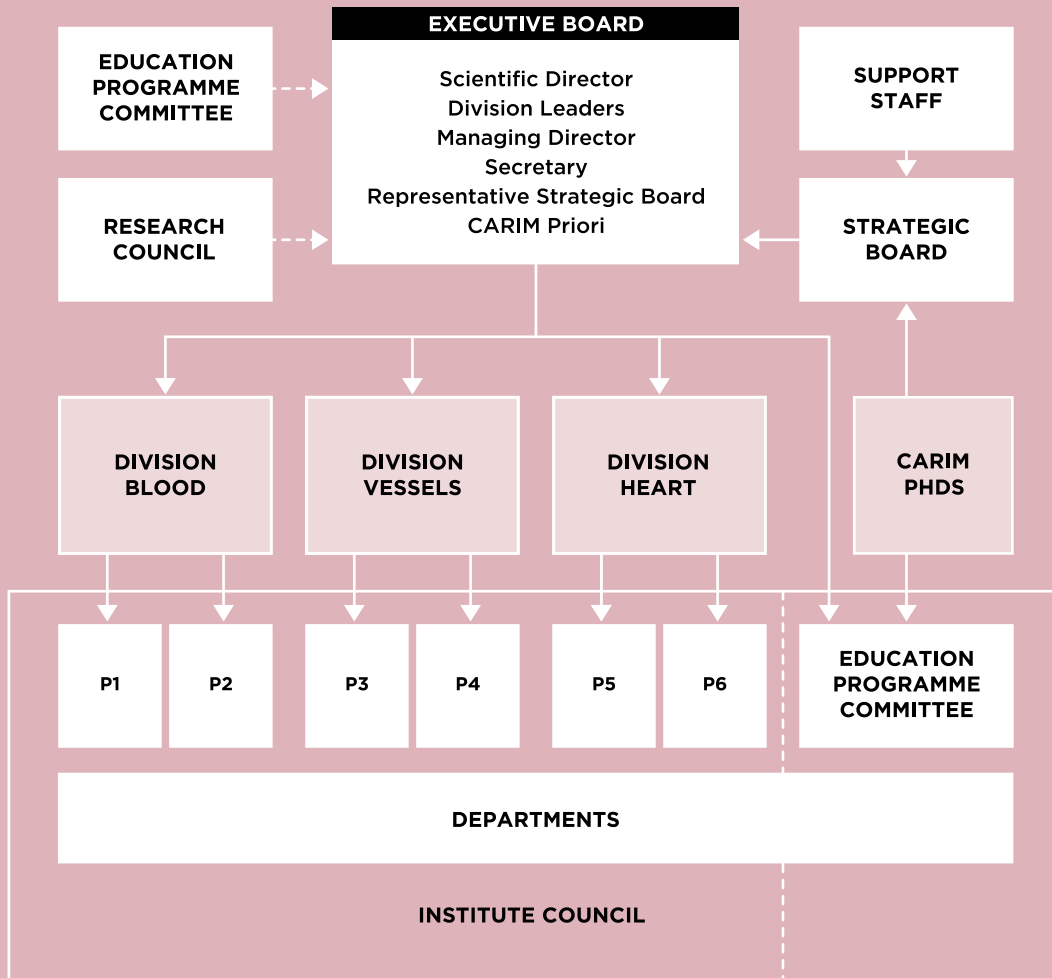 EXECUTIVE BOARD
Scientific Director
Division Leaders
Managing Director
Secretary
Representative Strategic Board
CARIM Priori
EDUCATION
PROGRAMME
COMMITTEE
RESEARCH
COUNCIL
SUPPORT
STAFF
STRATEGIC
BOARD
DIVISION
BLOOD
DIVISION
VESSELS
DIVISION
HEART
CARIM
PHDS
P1
P2
P3
P4
P5
P6
EDUCATION
PROGRAMME
COMMITTEE
DEPARTMENTS
INSTITUTE COUNCIL